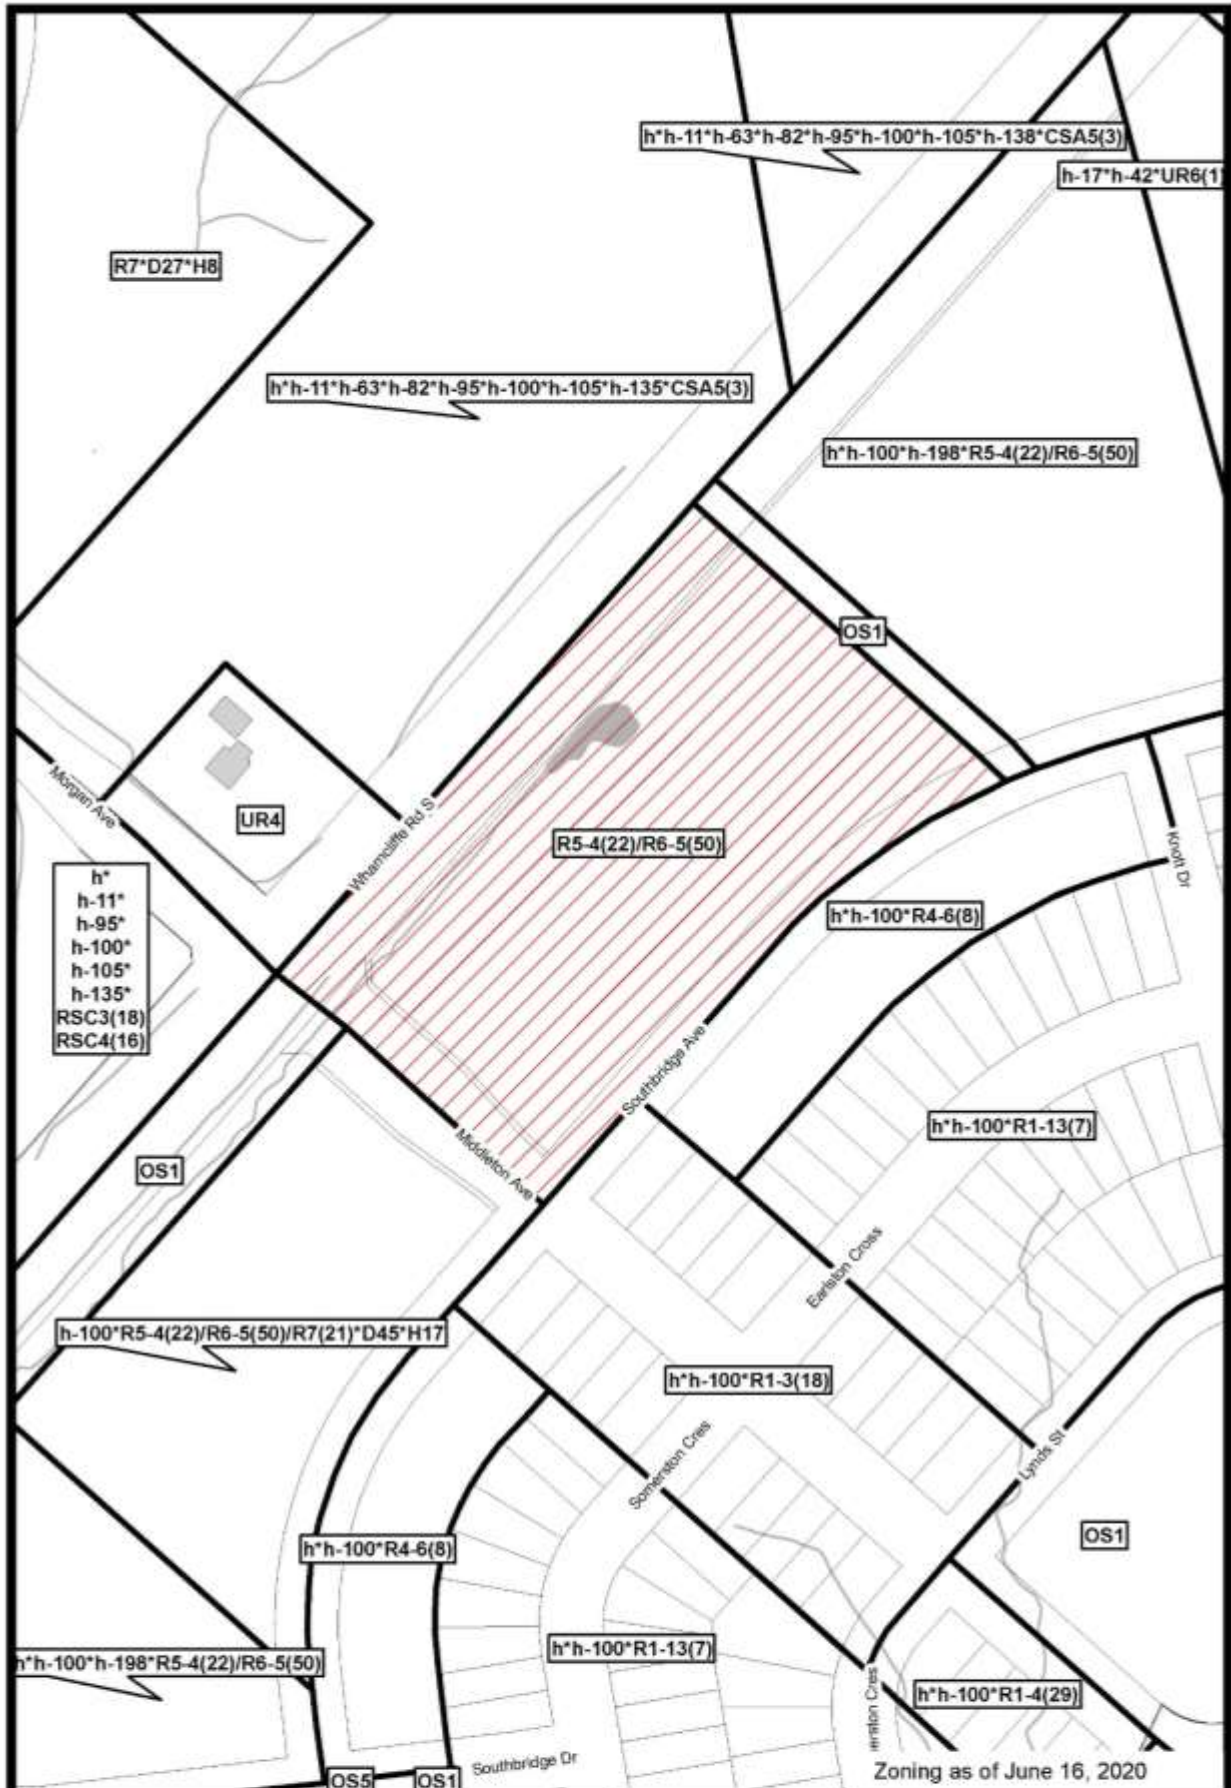 h*h-11*h-63*h-82*h-95*h-100*h-105*h-138*CSA5(3)
h-17*h-42*UR6(1)
R7*D27*H8
h*h-11*h-63*h-82*h-95*h-100*h-105*h-135*CSA5(3)
h*h-100*h-198*R5-4(22)/R6-5(50)
OS1
Morgan Ave
UR4
Wharncliffe Rd S
R5-4(22)/R6-5(50)
Knott Dr
h*
h-11*
h-95*
h-100*
h-105*
h-135*
RSC3(18)
RSC4(16)
h*h-100*R4-6(8)
Southbridge Ave
h*h-100*R1-13(7)
Middleton Ave
OS1
Earlston Cross
h-100*R5-4(22)/R6-5(50)/R7(21)*D45*H17
h*h-100*R1-3(18)
Somerston Cres
Lynds St
OS1
h*h-100*R4-6(8)
h*h-100*R1-13(7)
h*h-100*h-198*R5-4(22)/R6-5(50)
h*h-100*R1-4(29)
erston Cres
Southbridge Dr
OS5
OS1
Zoning as of June 16, 2020